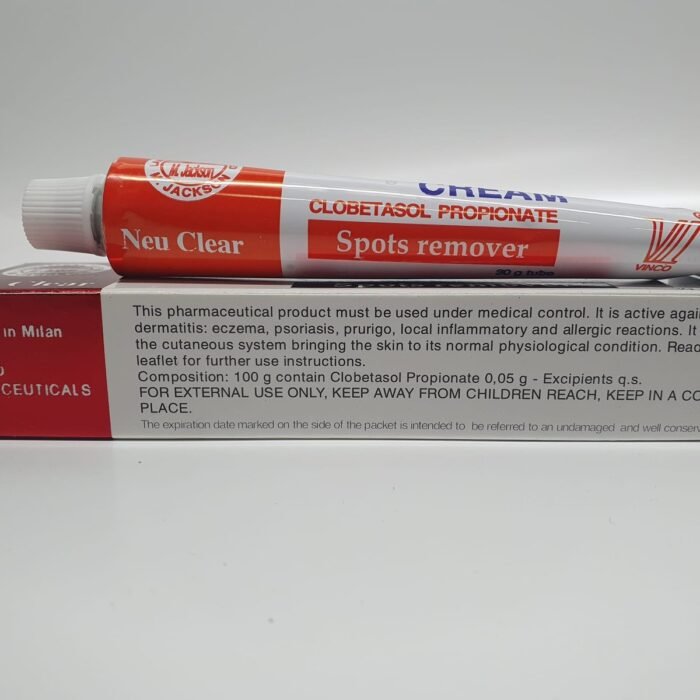 M. Jackson
JACKSON
CREAM
CLOBETASOL PROPIONATE
Neu Clear
Spots remover
30 g tube
VINCO
Clear
in Milan
CEUTICALS
This pharmaceutical product must be used under medical control. It is active agai
dermatitis: eczema, psoriasis, prurigo, local inflammatory and allergic reactions. It
the cutaneous system bringing the skin to its normal physiological condition. Read
leaflet for further use instructions.
Composition: 100 g contain Clobetasol Propionate 0,05 g - Excipients q.s.
FOR EXTERNAL USE ONLY, KEEP AWAY FROM CHILDREN REACH, KEEP IN A CO
PLACE.
The expiration date marked on the side of the packet is intended to be referred to an undamaged and well conserv